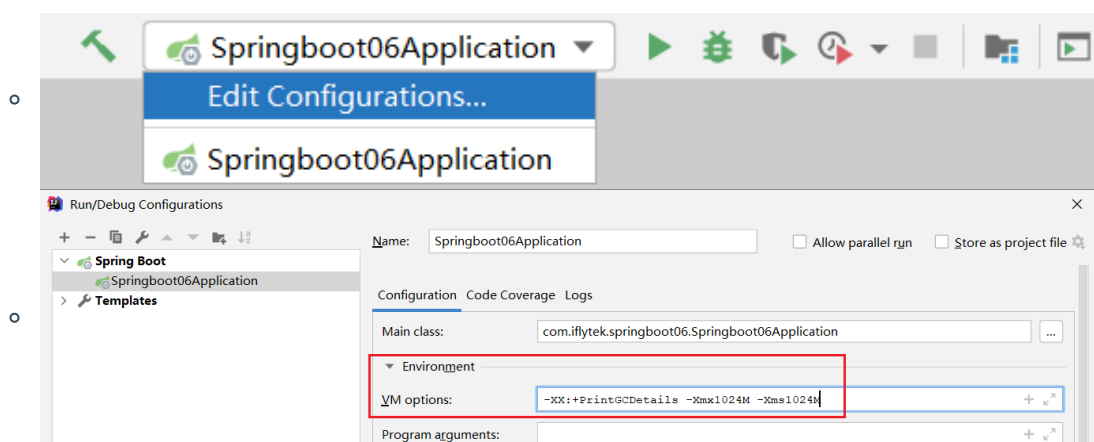 Springboot06Application
Edit Configurations...
Springboot06Application
Run/Debug Configurations
Name: Springboot06Application Allow parallel run Store as project file
Spring Boot
Springboot06Application
Templates
Configuration Code Coverage Logs
Main class: com.iflytek.springboot06.Springboot06Application ...
Environment
VM options: -XX:+PrintGCDetails -Xmx1024M -Xms1024M
Program arguments: